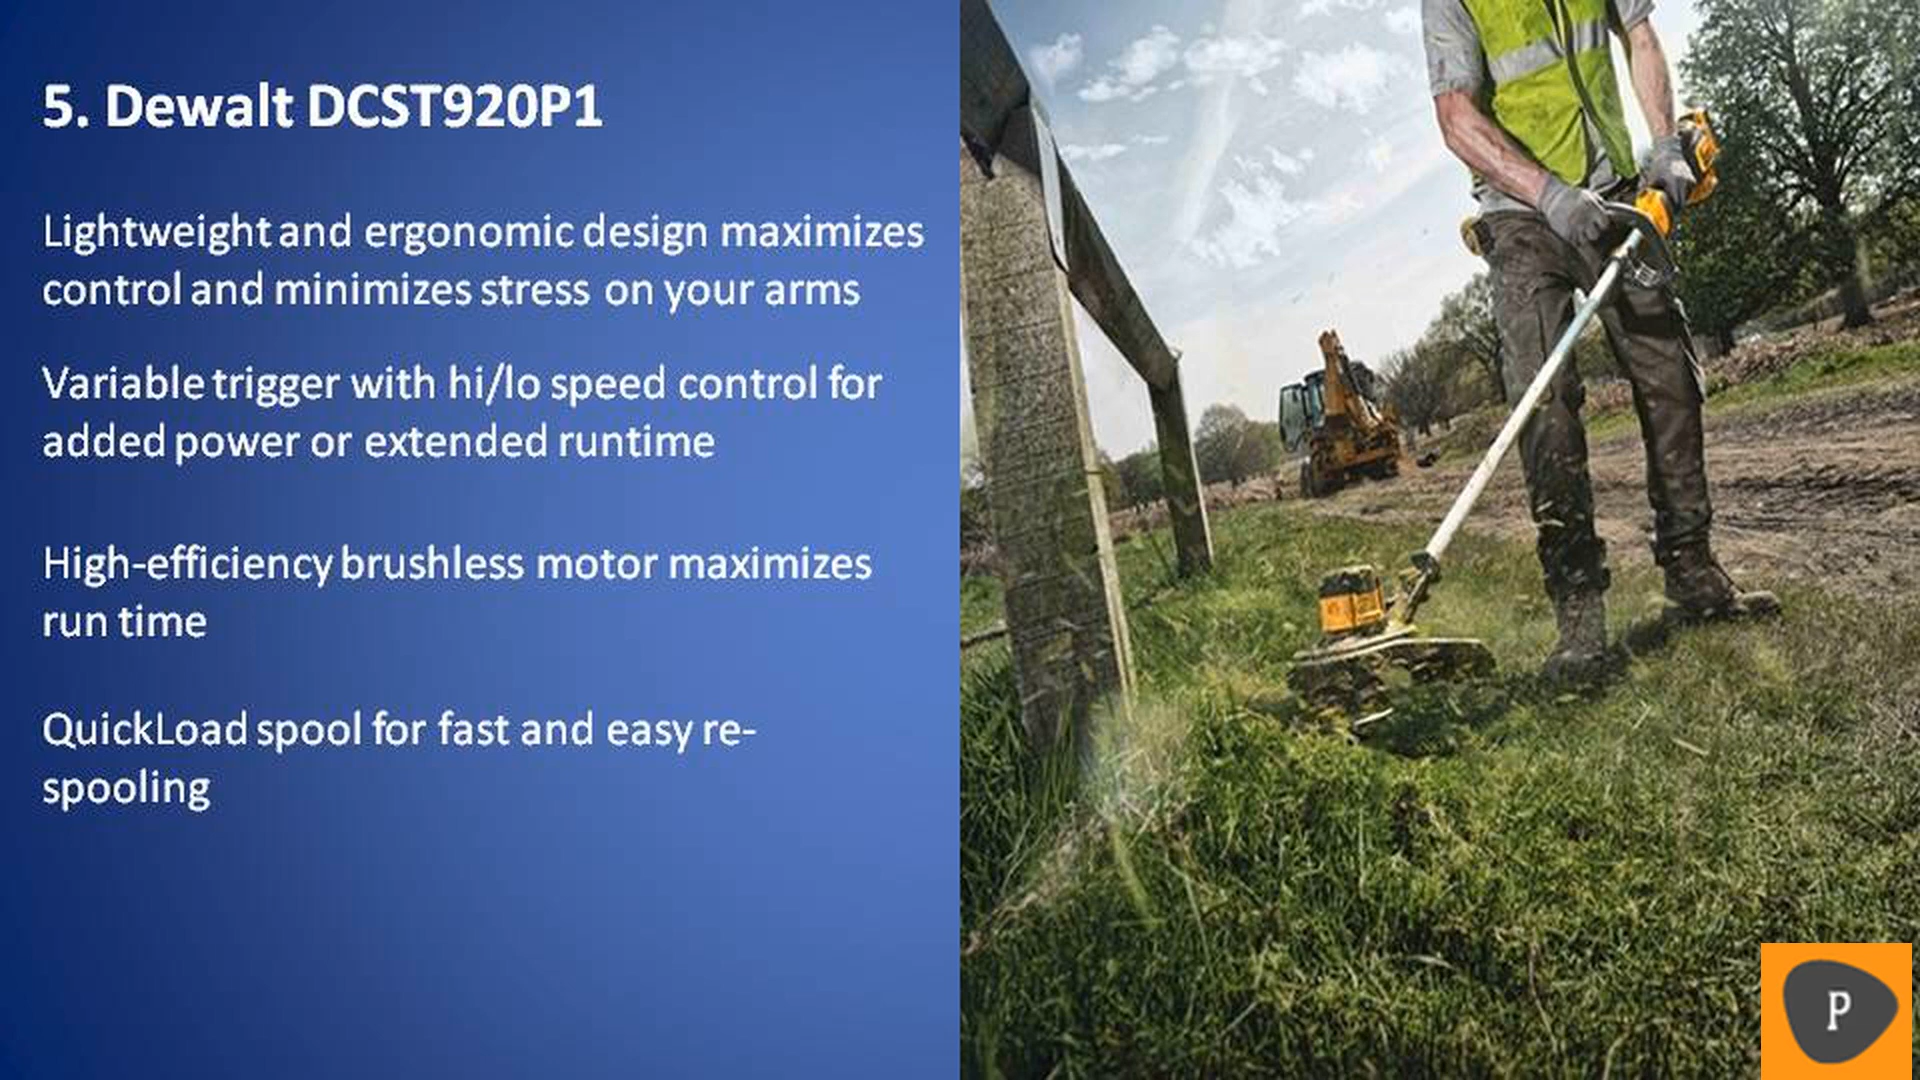 5. Dewalt DCST920P1
Lightweight and ergonomic design maximizes
control and minimizes stress on your arms
Variable trigger with hi/lo speed control for
added power or extended runtime
High-efficiency brushless motor maximizes
run time
QuickLoad spool for fast and easy re-
spooling
P